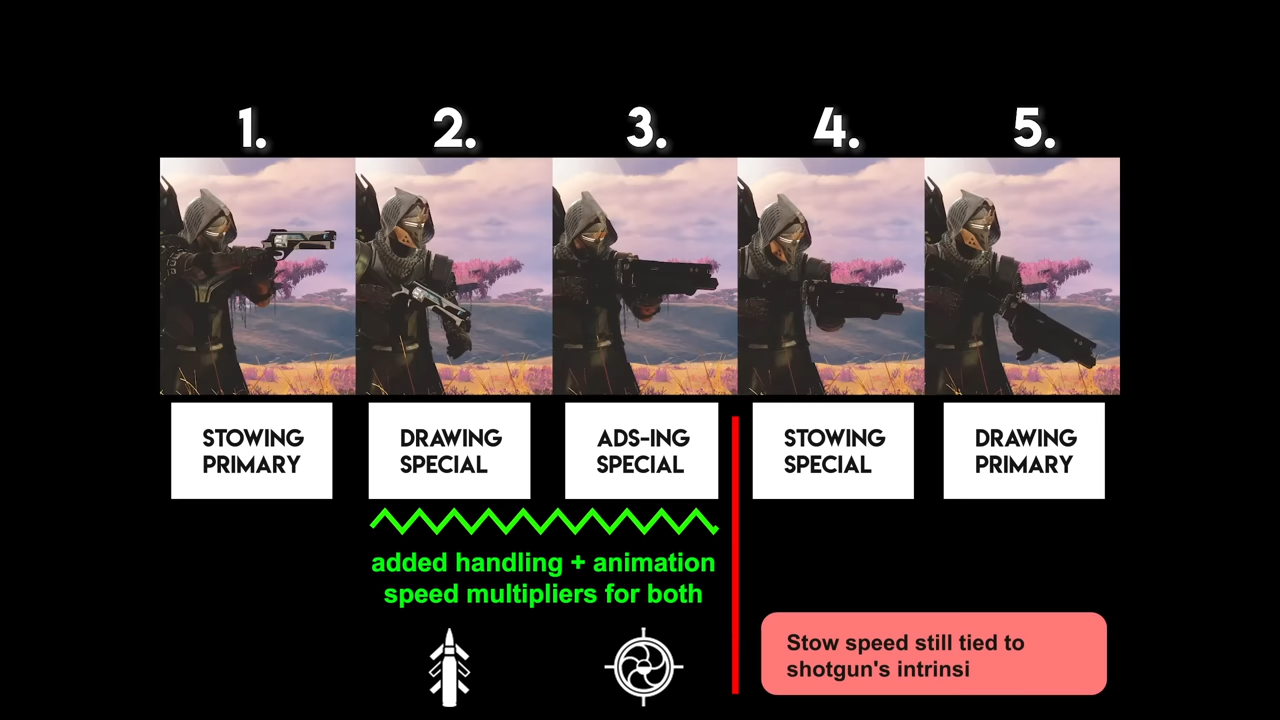 1.
2.
3.
4.
5.
STOWING
PRIMARY
DRAWING
SPECIAL
ADS-ING
SPECIAL
STOWING
SPECIAL
DRAWING
PRIMARY
added handling + animation
speed multipliers for both
Stow speed still tied to
shotgun's intrinsi